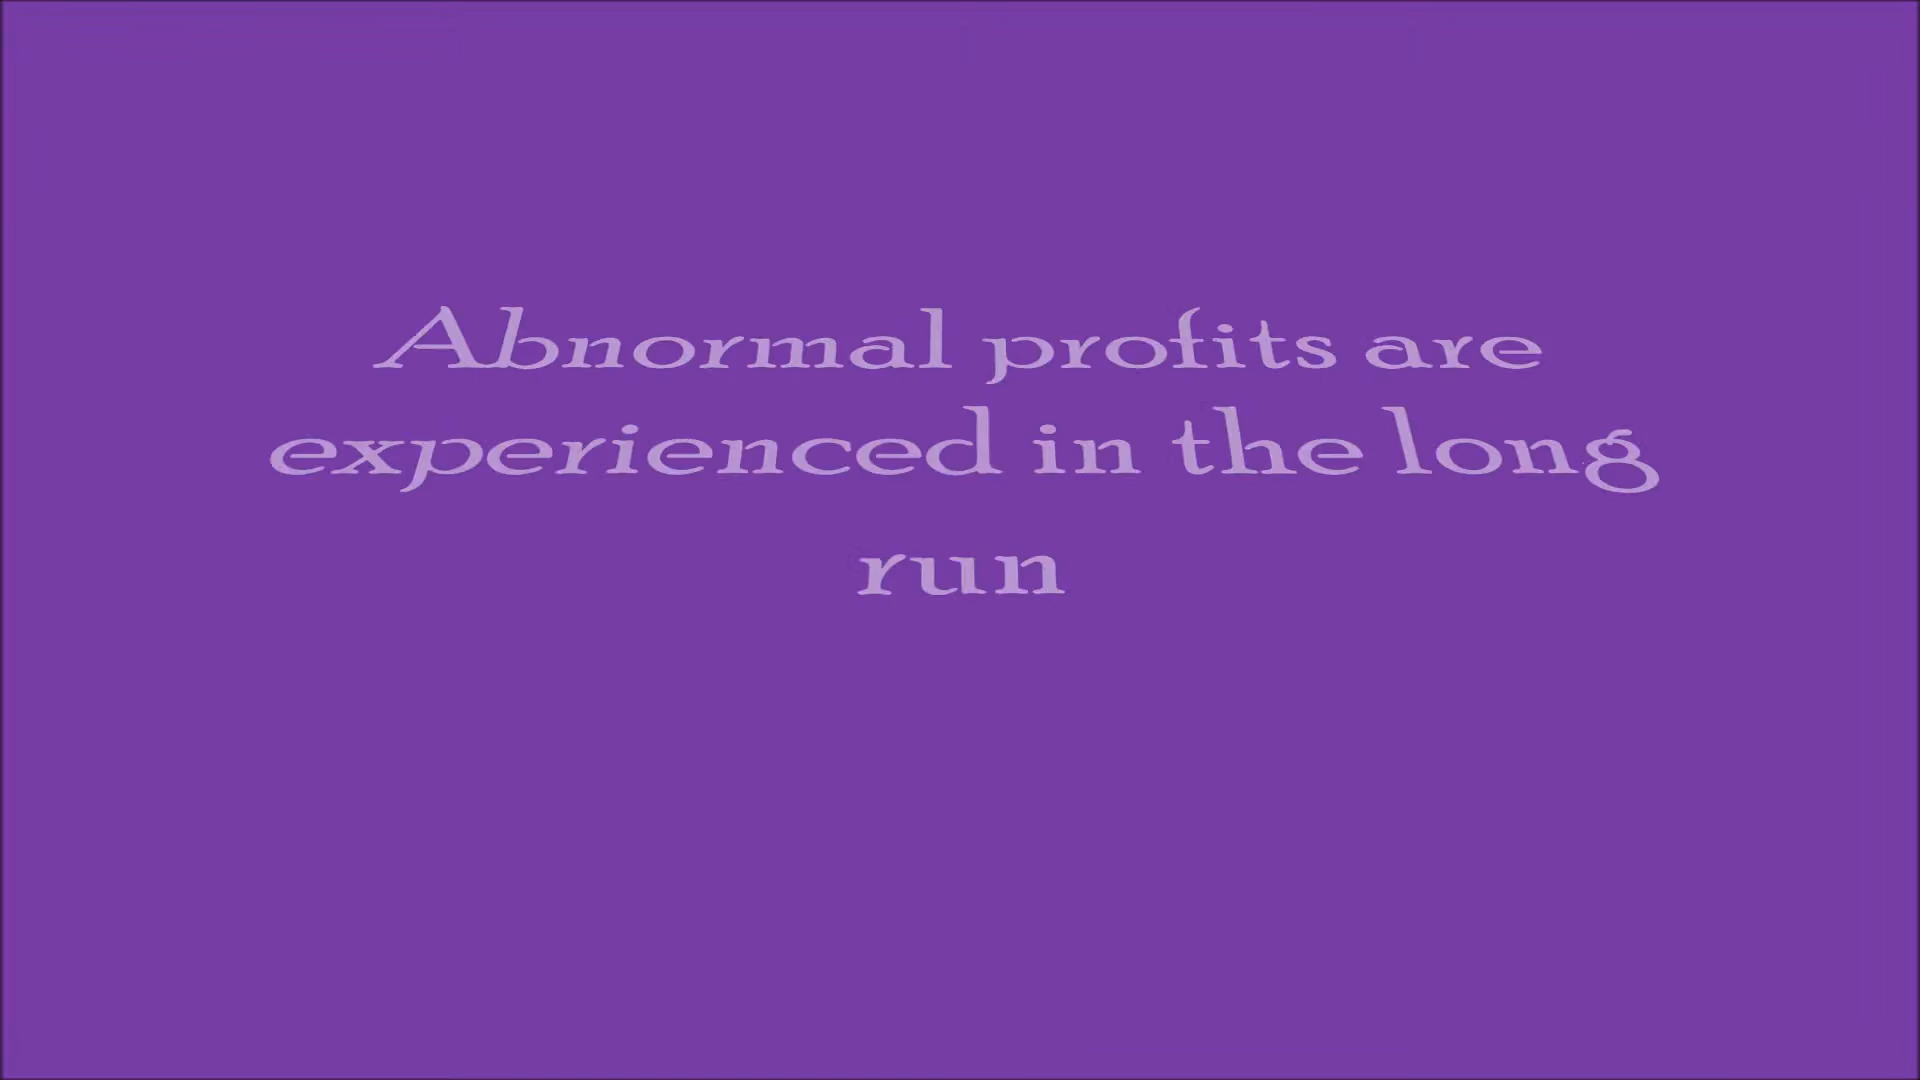 Abnormal profits are
experienced in the long
run